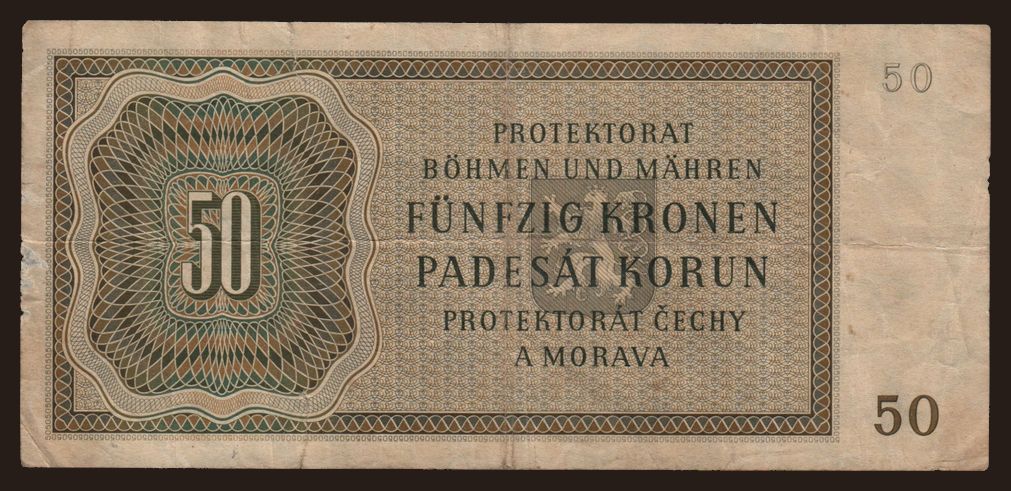 50
PROTEKTORAT
BÖHMEN UND MÄHREN
FÜNFZIG KRONEN
PADESÁT KORUN
PROTEKTORÁT ČECHY
A MORAVA
50
50